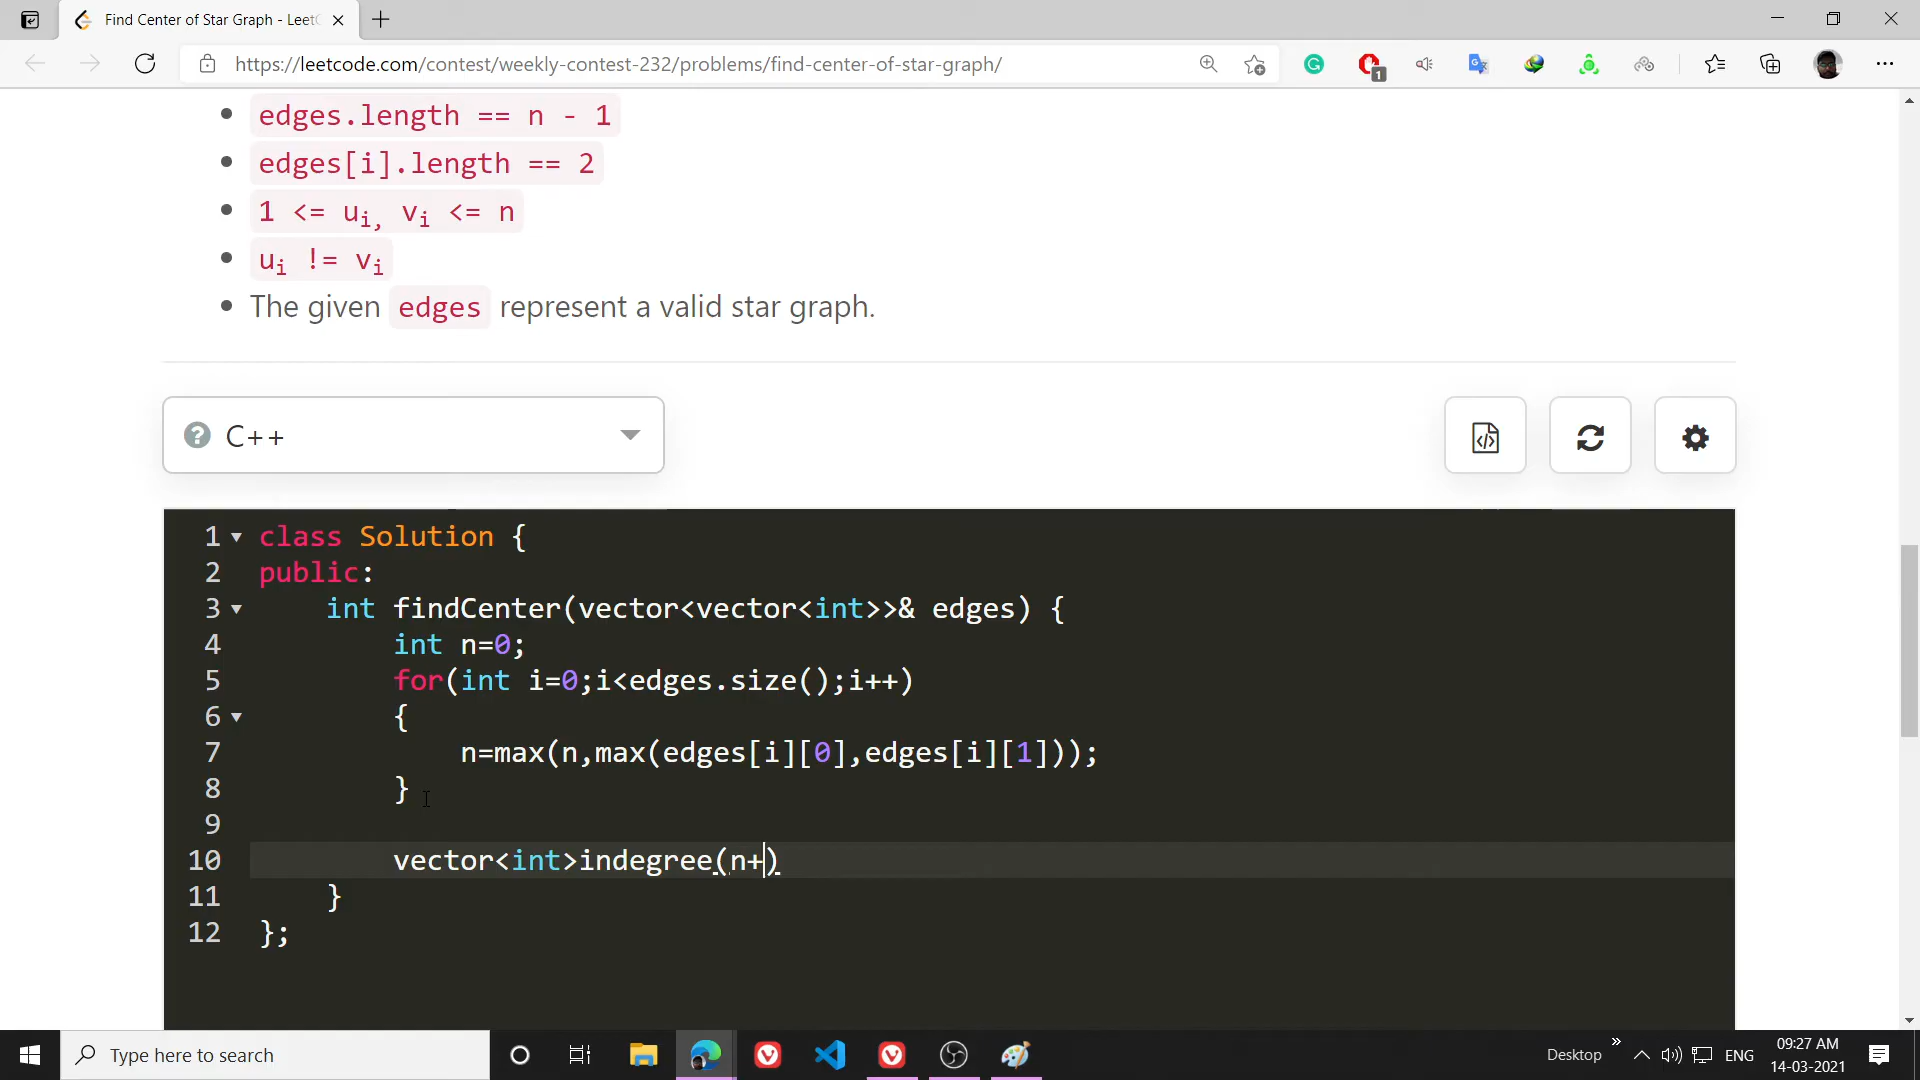 Find Center of Star Graph - Leet
https://leetcode.com/contest/weekly-contest-232/problems/find-center-of-star-graph/
1
edges.length == n - 1
edges[i].length == 2
1 <= ui, vi <= n
ui != vi
The given edges represent a valid star graph.
? C++
1 class Solution {
2 public:
3 int findCenter(vector<vector<int>>& edges) {
4 int n=0;
5 for(int i=0;i<edges.size();i++)
6 {
7 n=max(n,max(edges[i][0],edges[i][1]));
8 }
9
10 vector<int>indegree(n+)
11 }
12 };
Type here to search
Desktop
ENG
09:27 AM
14-03-2021